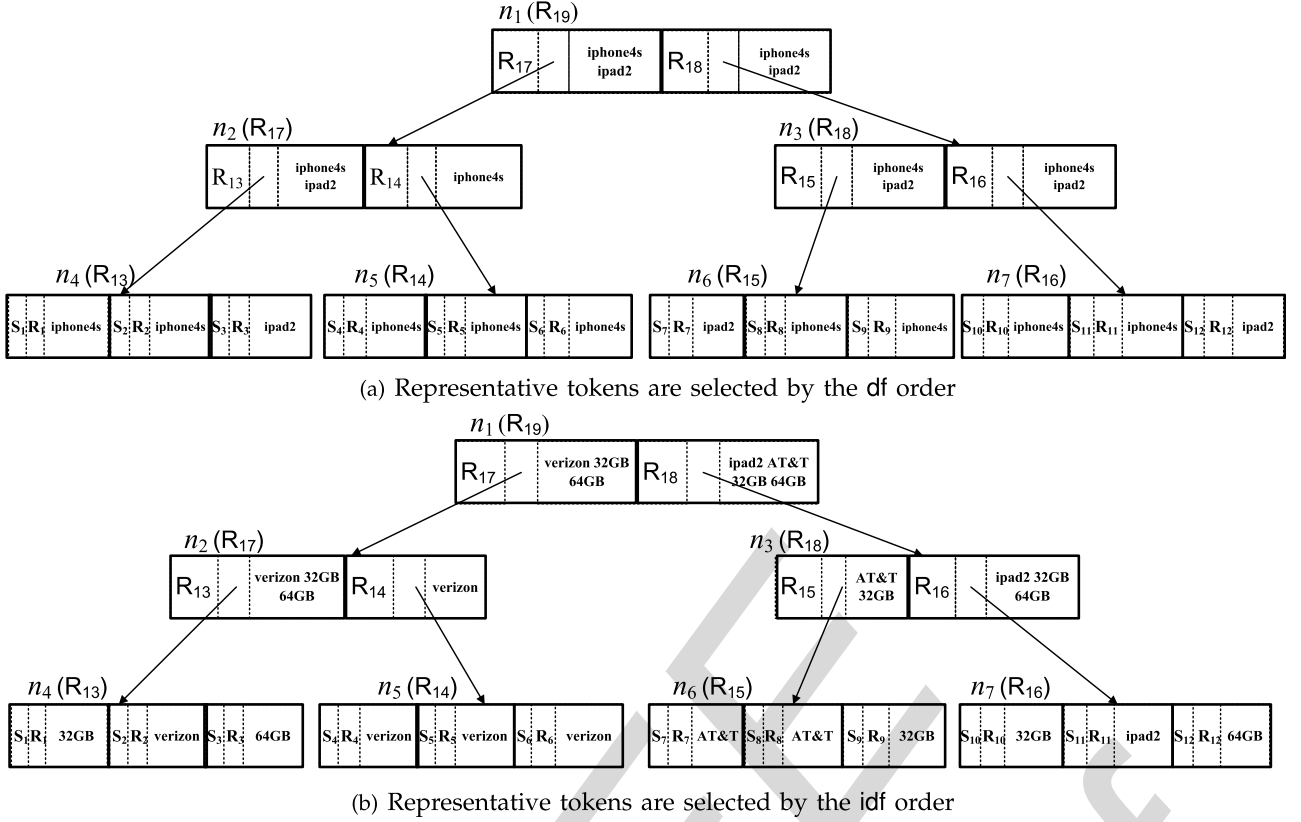 n1 (R19)
R17 iphone4s ipad2 R18 iphone4s ipad2
n2 (R17) n3 (R18)
R13 iphone4s ipad2 R14 iphone4s R15 iphone4s ipad2 R16 iphone4s ipad2
n4 (R13) n5 (R14) n6 (R15) n7 (R16)
S1 R1 iphone4s S2 R2 iphone4s S3 R3 ipad2 S4 R4 iphone4s S5 R5 iphone4s S6 R6 iphone4s S7 R7 ipad2 S8 R8 iphone4s S9 R9 iphone4s S10 R10 iphone4s S11 R11 iphone4s S12 R12 ipad2
(a) Representative tokens are selected by the df order
n1 (R19)
R17 verizon 32GB 64GB R18 ipad2 AT&T 32GB 64GB
n2 (R17) n3 (R18)
R13 verizon 32GB 64GB R14 verizon R15 AT&T 32GB R16 ipad2 32GB 64GB
n4 (R13) n5 (R14) n6 (R15) n7 (R16)
S1 R1 32GB S2 R2 verizon S3 R3 64GB S4 R4 verizon S5 R5 verizon S6 R6 verizon S7 R7 AT&T S8 R8 AT&T S9 R9 32GB S10 R10 32GB S11 R11 ipad2 S12 R12 64GB
(b) Representative tokens are selected by the idf order